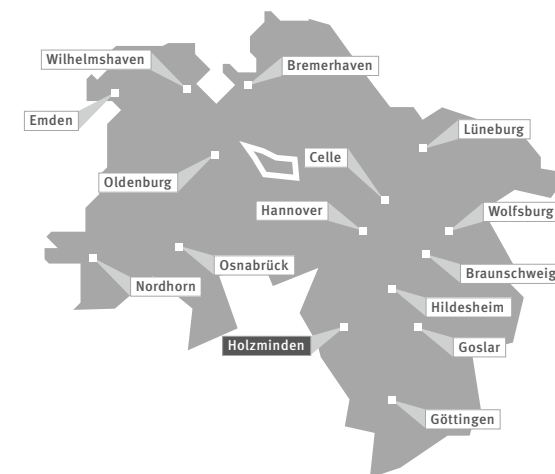 Wilhelmshaven
Bremerhaven
Emden
Lüneburg
Celle
Oldenburg
Hannover
Wolfsburg
Osnabrück
Braunschweig
Nordhorn
Hildesheim
Holzminden
Goslar
Göttingen